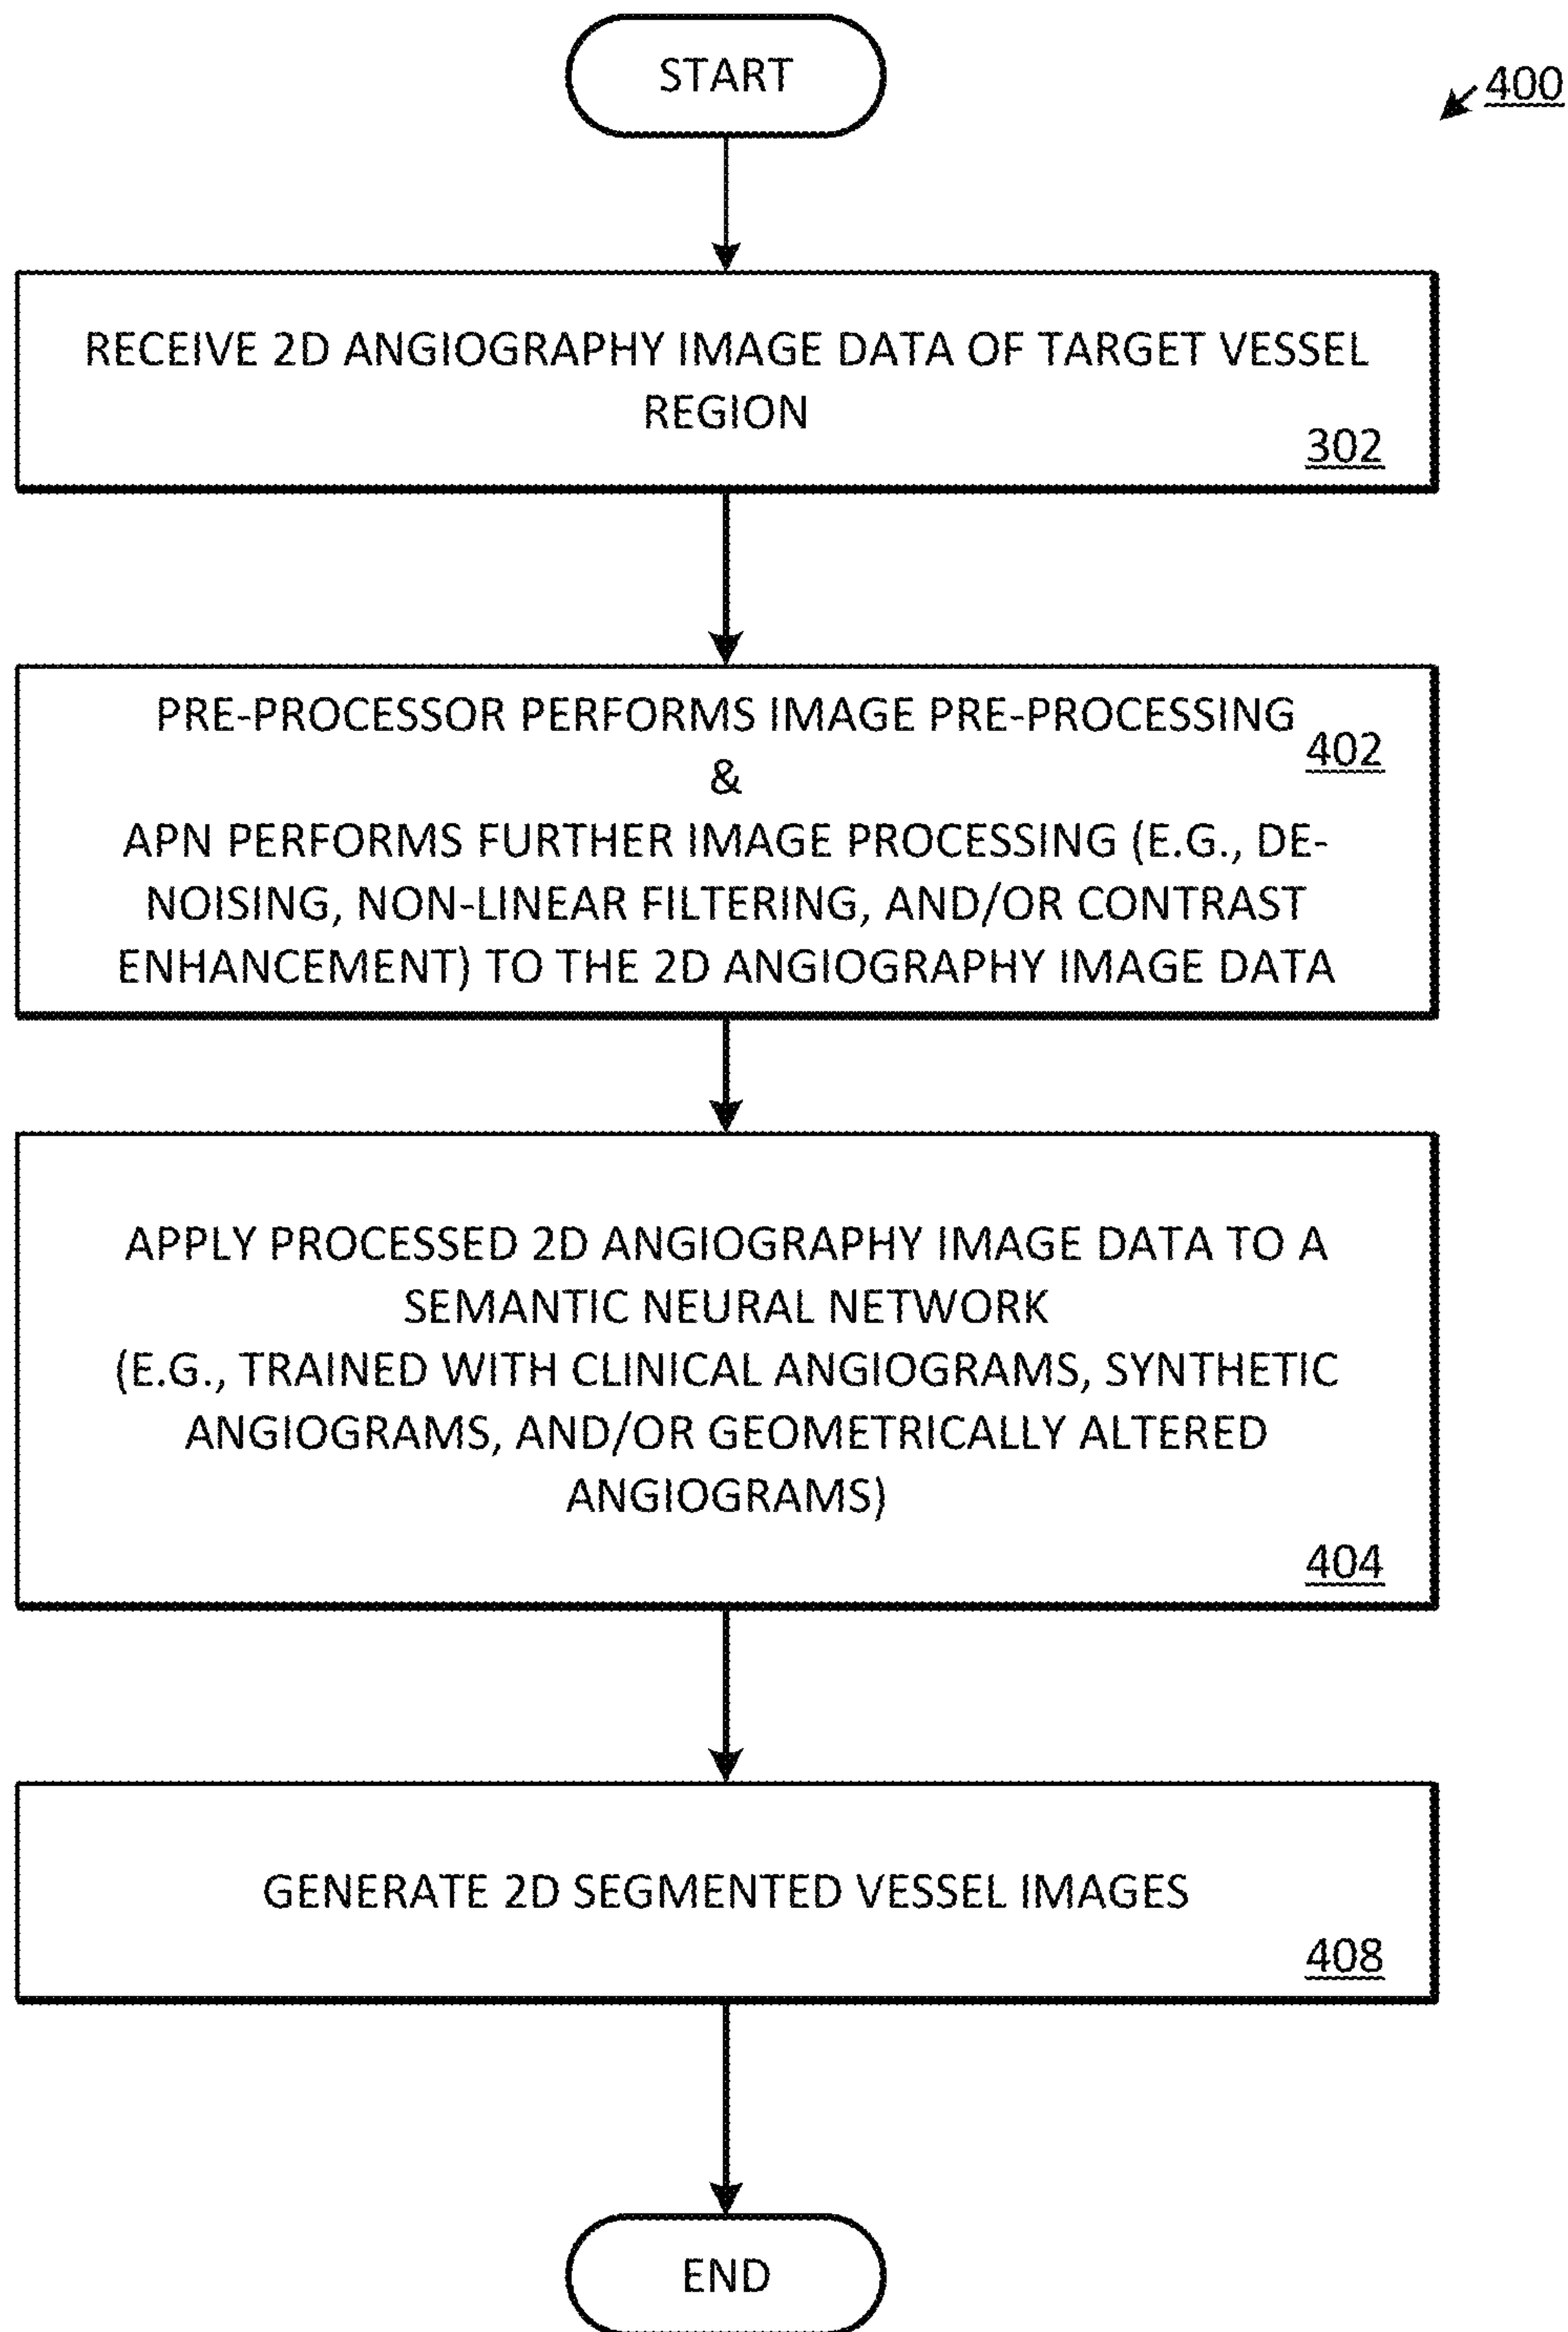 START
400
RECEIVE 2D ANGIOGRAPHY IMAGE DATA OF TARGET VESSEL
REGION
302
PRE-PROCESSOR PERFORMS IMAGE PRE-PROCESSING
402
&
APN PERFORMS FURTHER IMAGE PROCESSING (E.G., DE-
NOISING, NON-LINEAR FILTERING, AND/OR CONTRAST
ENHANCEMENT) TO THE 2D ANGIOGRAPHY IMAGE DATA
APPLY PROCESSED 2D ANGIOGRAPHY IMAGE DATA TO A
SEMANTIC NEURAL NETWORK
(E.G., TRAINED WITH CLINICAL ANGIOGRAMS, SYNTHETIC
ANGIOGRAMS, AND/OR GEOMETRICALLY ALTERED
ANGIOGRAMS)
404
GENERATE 2D SEGMENTED VESSEL IMAGES
408
END